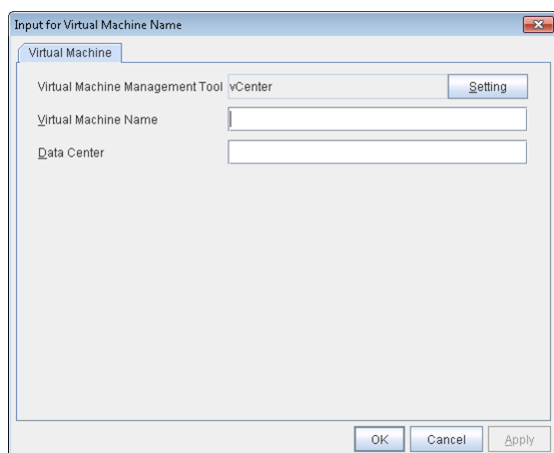 Input for Virtual Machine Name
Virtual Machine
Virtual Machine Management Tool vCenter Setting
Virtual Machine Name
Data Center
OK Cancel Apply